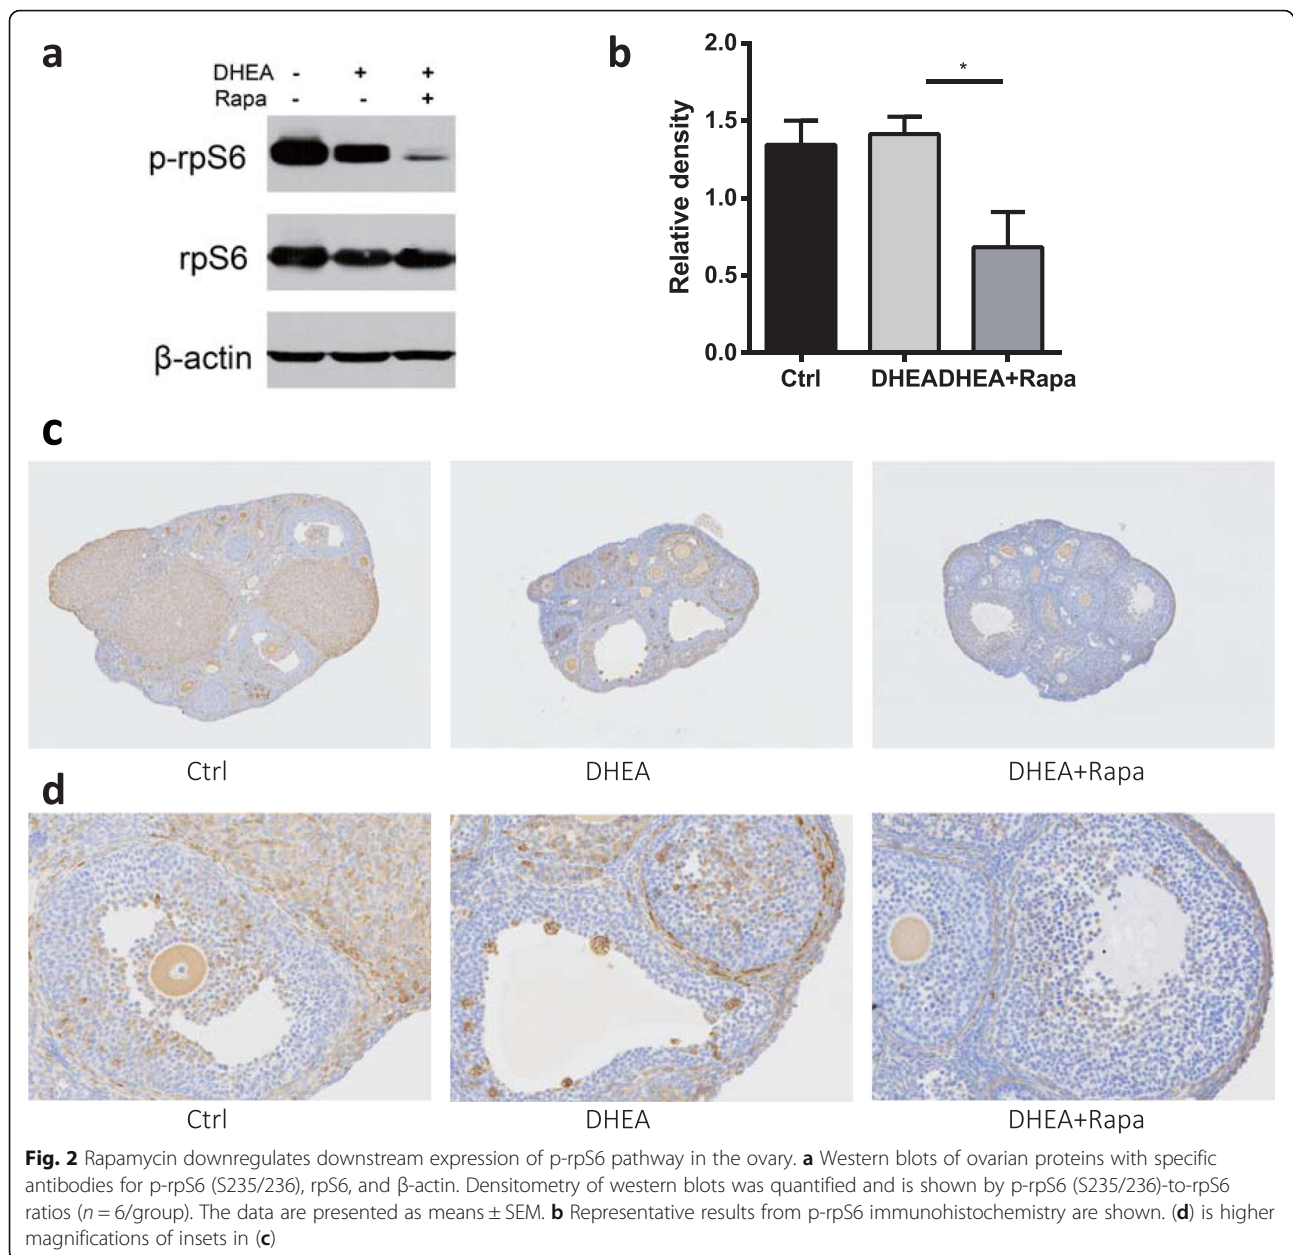 a
DHEA - + +
Rapa - - +
p-rpS6
rpS6
β-actin
b
2.0
1.5
1.0
0.5
0.0
Relative density
*
Ctrl DHEADHEA+Rapa
c
Ctrl DHEA DHEA+Rapa
d
Ctrl DHEA DHEA+Rapa
Fig. 2 Rapamycin downregulates downstream expression of p-rpS6 pathway in the ovary. a Western blots of ovarian proteins with specific
antibodies for p-rpS6 (S235/236), rpS6, and β-actin. Densitometry of western blots was quantified and is shown by p-rpS6 (S235/236)-to-rpS6
ratios (n = 6/group). The data are presented as means ± SEM. b Representative results from p-rpS6 immunohistochemistry are shown. (d) is higher
magnifications of insets in (c)